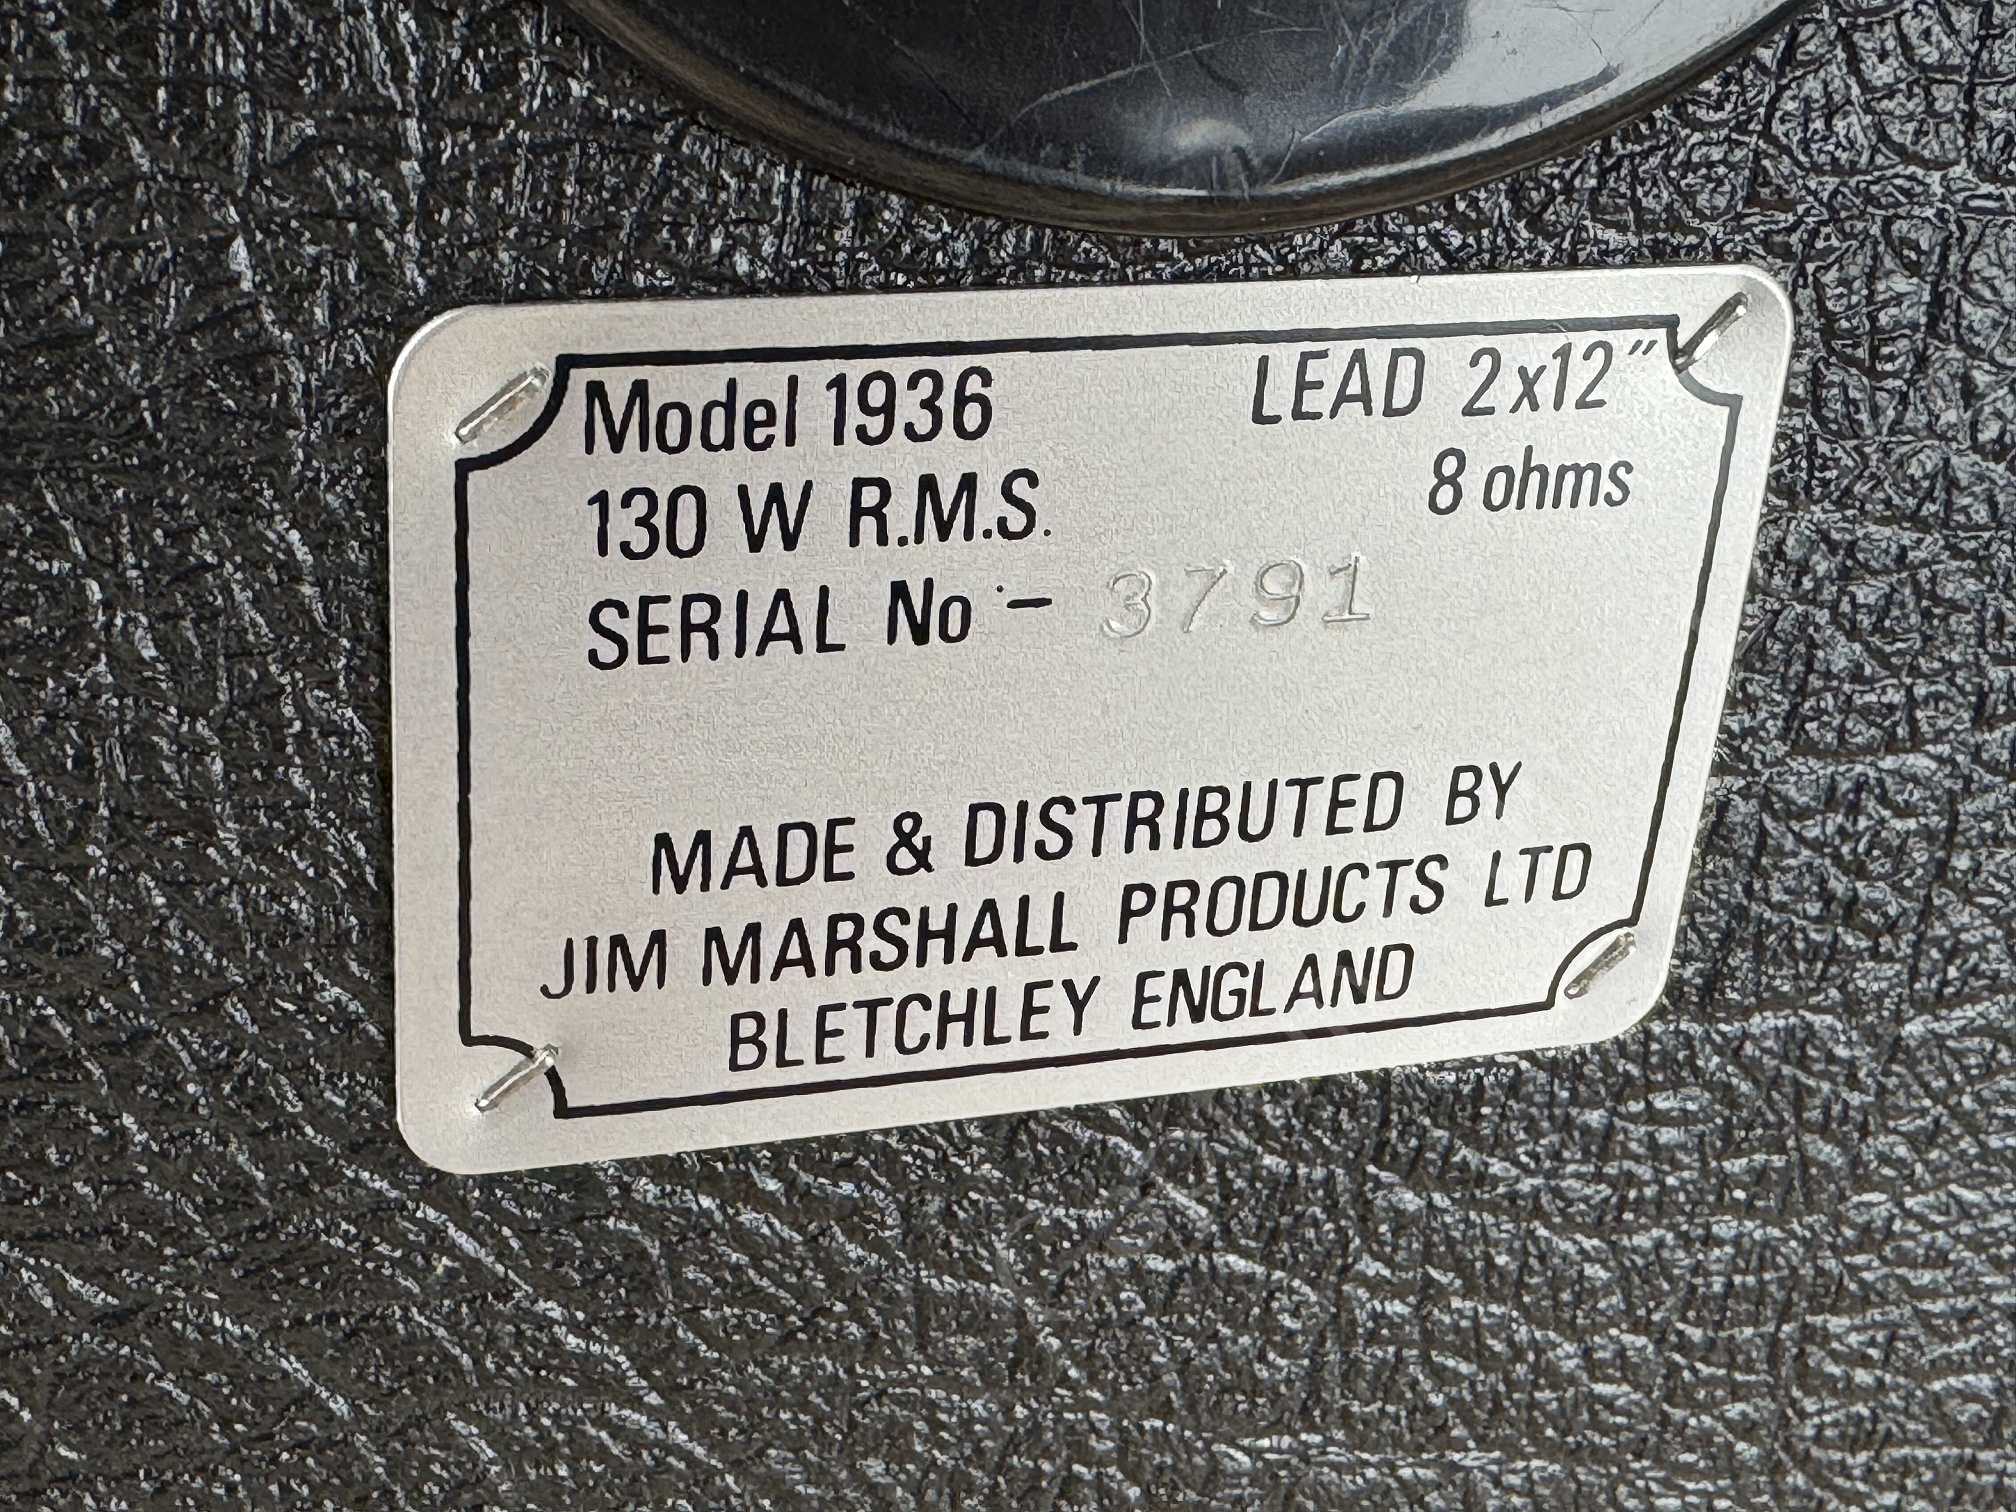 Model 1936 LEAD 2x12"
130 W R.M.S. 8 ohms
SERIAL No - 3791
MADE & DISTRIBUTED BY
JIM MARSHALL PRODUCTS LTD
BLETCHLEY ENGLAND